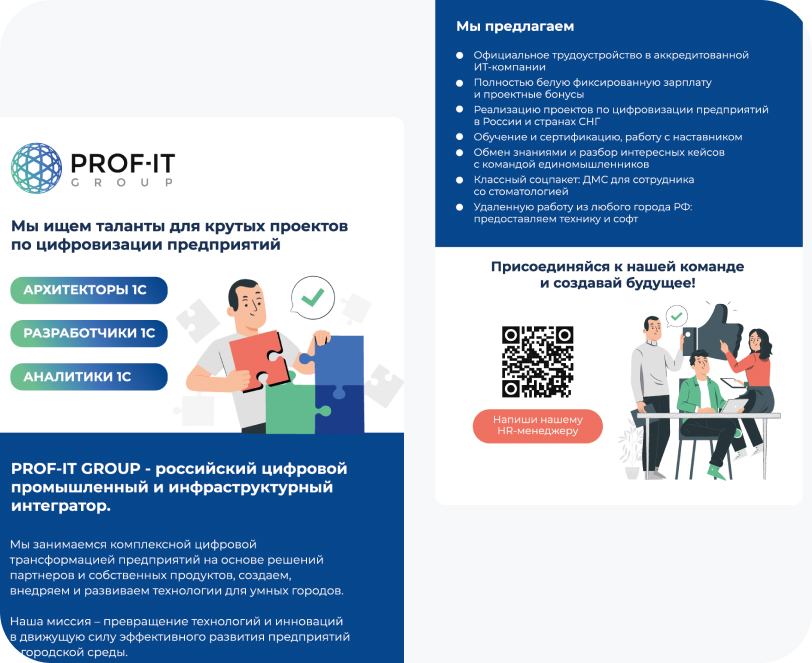 PROF-IT
GROUP
Мы ищем таланты для крутых проектов
по цифровизации предприятий
АРХИТЕКТОРЫ 1С
РАЗРАБОТЧИКИ 1С
АНАЛИТИКИ 1С
PROF-IT GROUP - российский цифровой
промышленный и инфраструктурный
интегратор.
Мы занимаемся комплексной цифровой
трансформацией предприятий на основе решений
партнеров и собственных продуктов, создаем,
внедряем и развиваем технологии для умных городов.
Наша миссия – превращение технологий и инноваций
в движущую силу эффективного развития предприятий
городской среды.
Мы предлагаем
Официальное трудоустройство в аккредитованной
ИТ-компании
Полностью белую фиксированную зарплату
и проектные бонусы
Реализацию проектов по цифровизации предприятий
в России и странах СНГ
Обучение и сертификацию, работу с наставником
Обмен знаниями и разбор интересных кейсов
с командой единомышленников
Классный соцпакет: ДМС для сотрудника
со стоматологией
Удаленную работу из любого города РФ:
предоставляем технику и софт
Присоединяйся к нашей команде
и создавай будущее!
Напиши нашему
HR-менеджеру